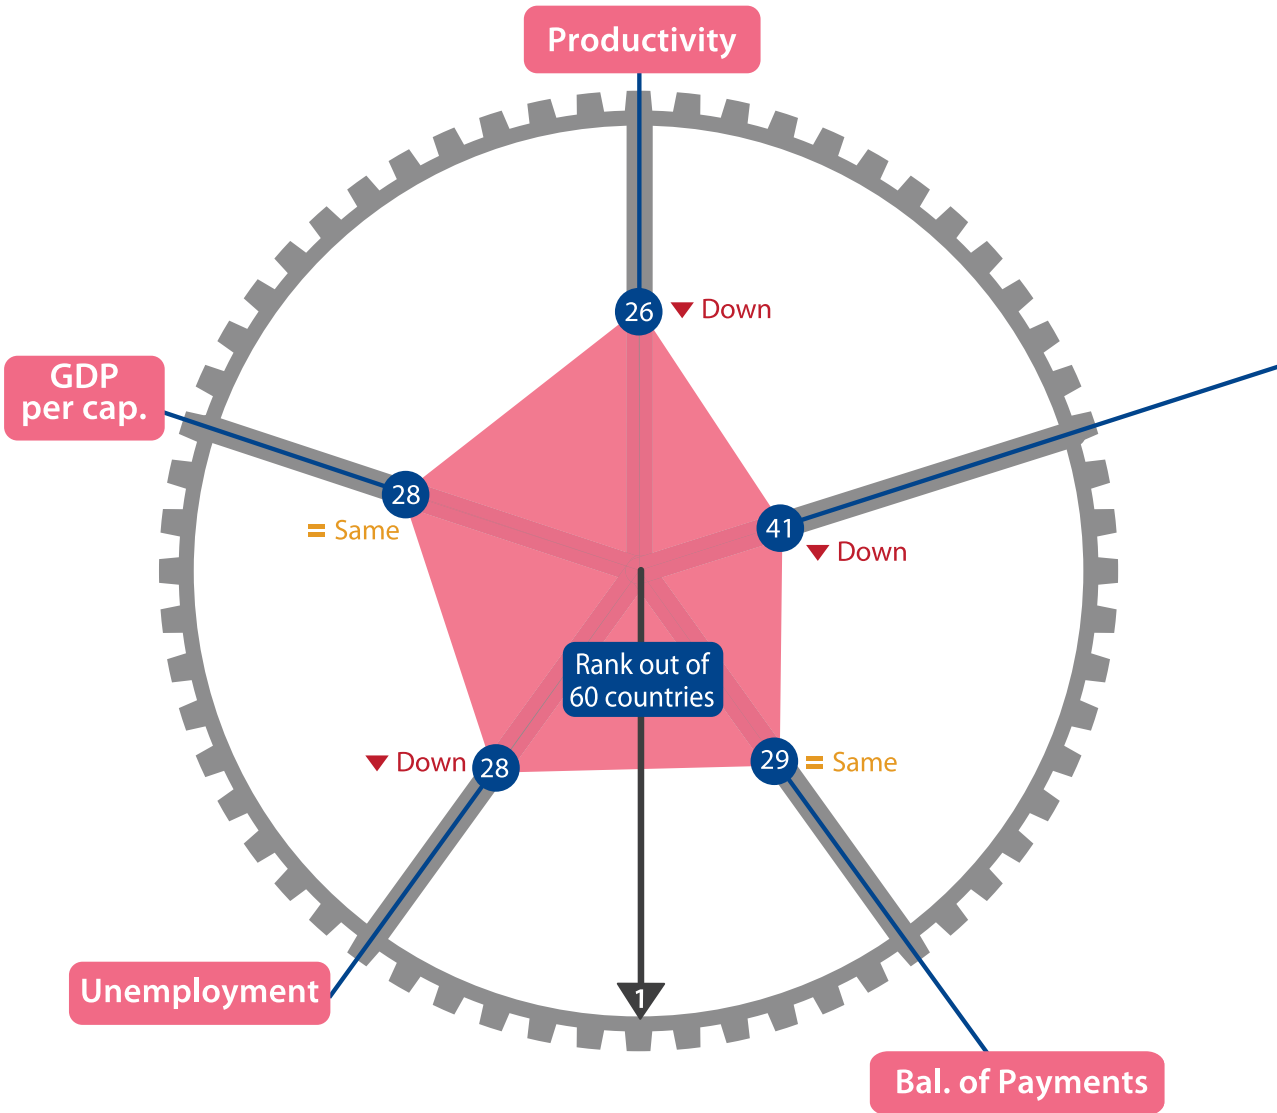 Productivity
26
Down
GDP
per cap.
28
Same
41
Down
Rank out of
60 countries
Down
28
29
Same
Unemployment
1
Bal. of Payments